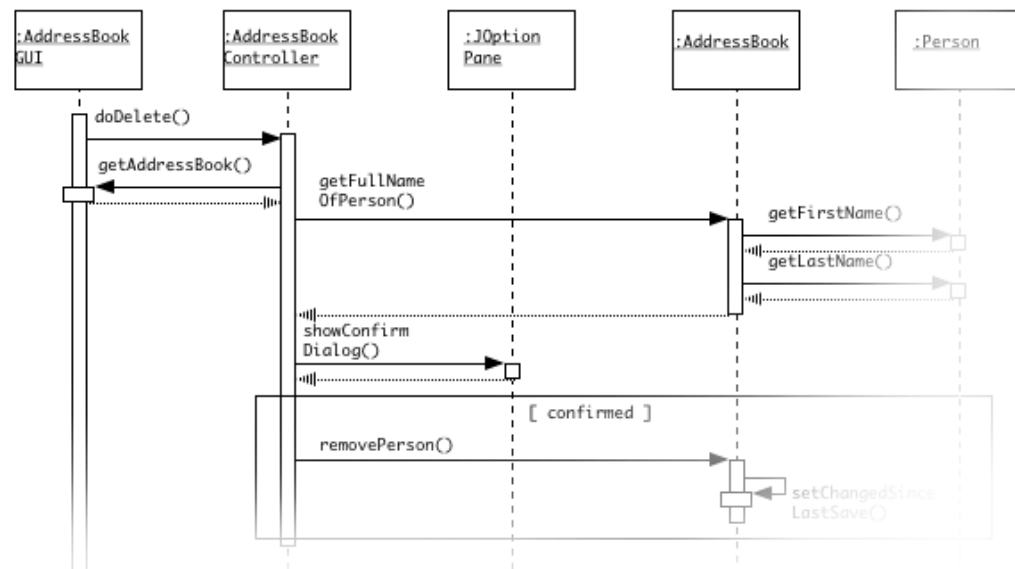 :AddressBook
GUI
:AddressBook
Controller
:JOption
Pane
:AddressBook
:Person
doDelete()
getAddressBook()
getFullName
OfPerson()
getFirstName()
getLastName()
showConfirm
Dialog()
[ confirmed ]
removePerson()
setChangedSince
LastSave()